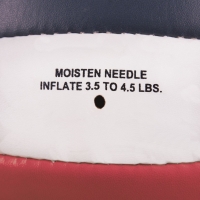 MOISTEN NEEDLE
INFLATE 3.5 TO 4.5 LBS.